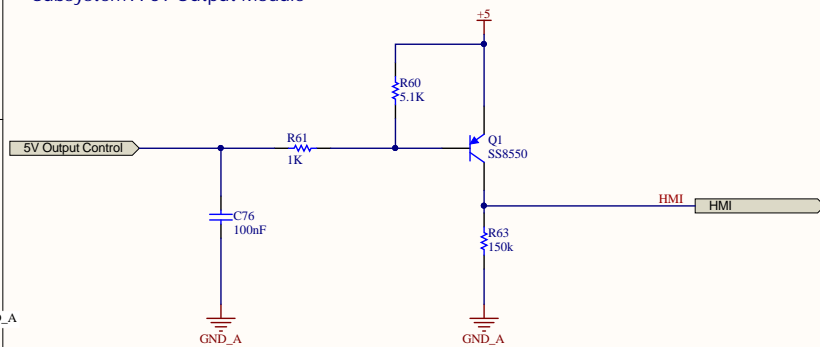 +5
R60
5.1K
5V Output Control
R61
1K
Q1
SS8550
HMI
HMI
C76
100nF
R63
150k
_A
GND_A
GND_A